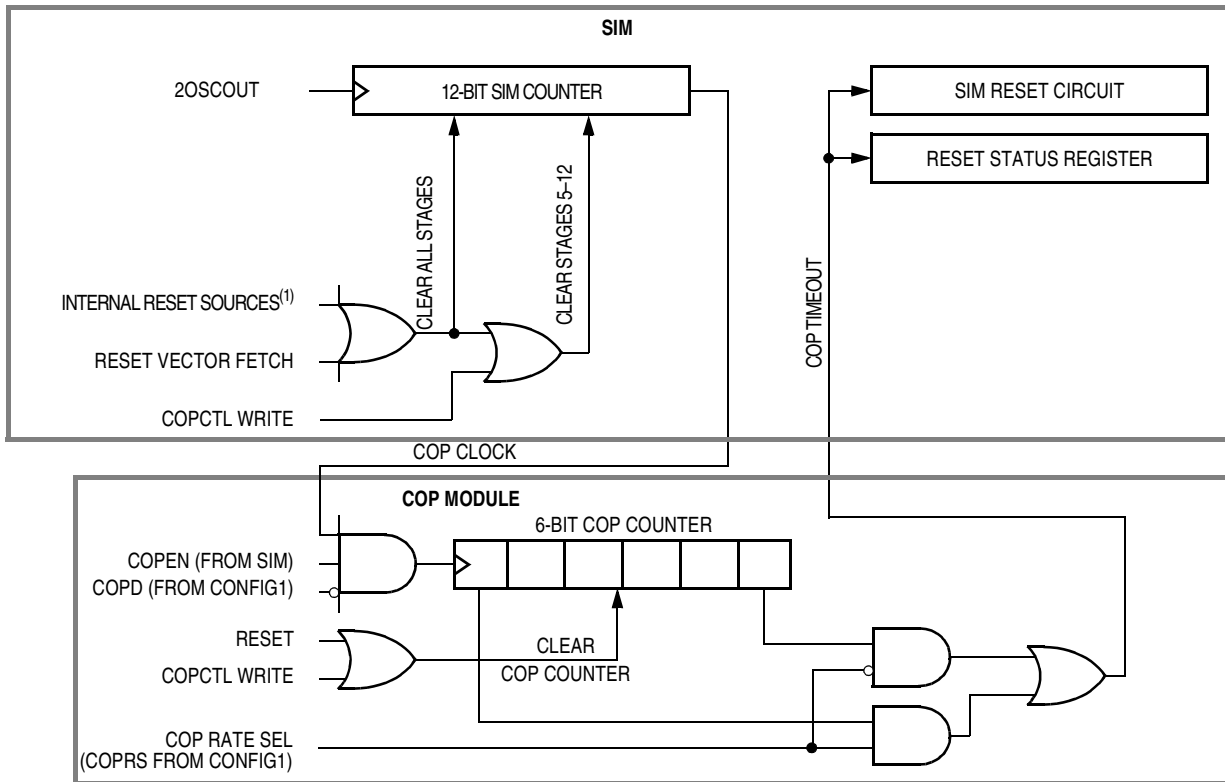 SIM
2OSCOUT
12-BIT SIM COUNTER
SIM RESET CIRCUIT
RESET STATUS REGISTER
CLEAR ALL STAGES
CLEAR STAGES 5–12
COP TIMEOUT
INTERNAL RESET SOURCES(1)
RESET VECTOR FETCH
COPCTL WRITE
COP CLOCK
COP MODULE
6-BIT COP COUNTER
COPEN (FROM SIM)
COPD (FROM CONFIG1)
RESET
CLEAR
COPCTL WRITE
COP COUNTER
COP RATE SEL
(COPRS FROM CONFIG1)